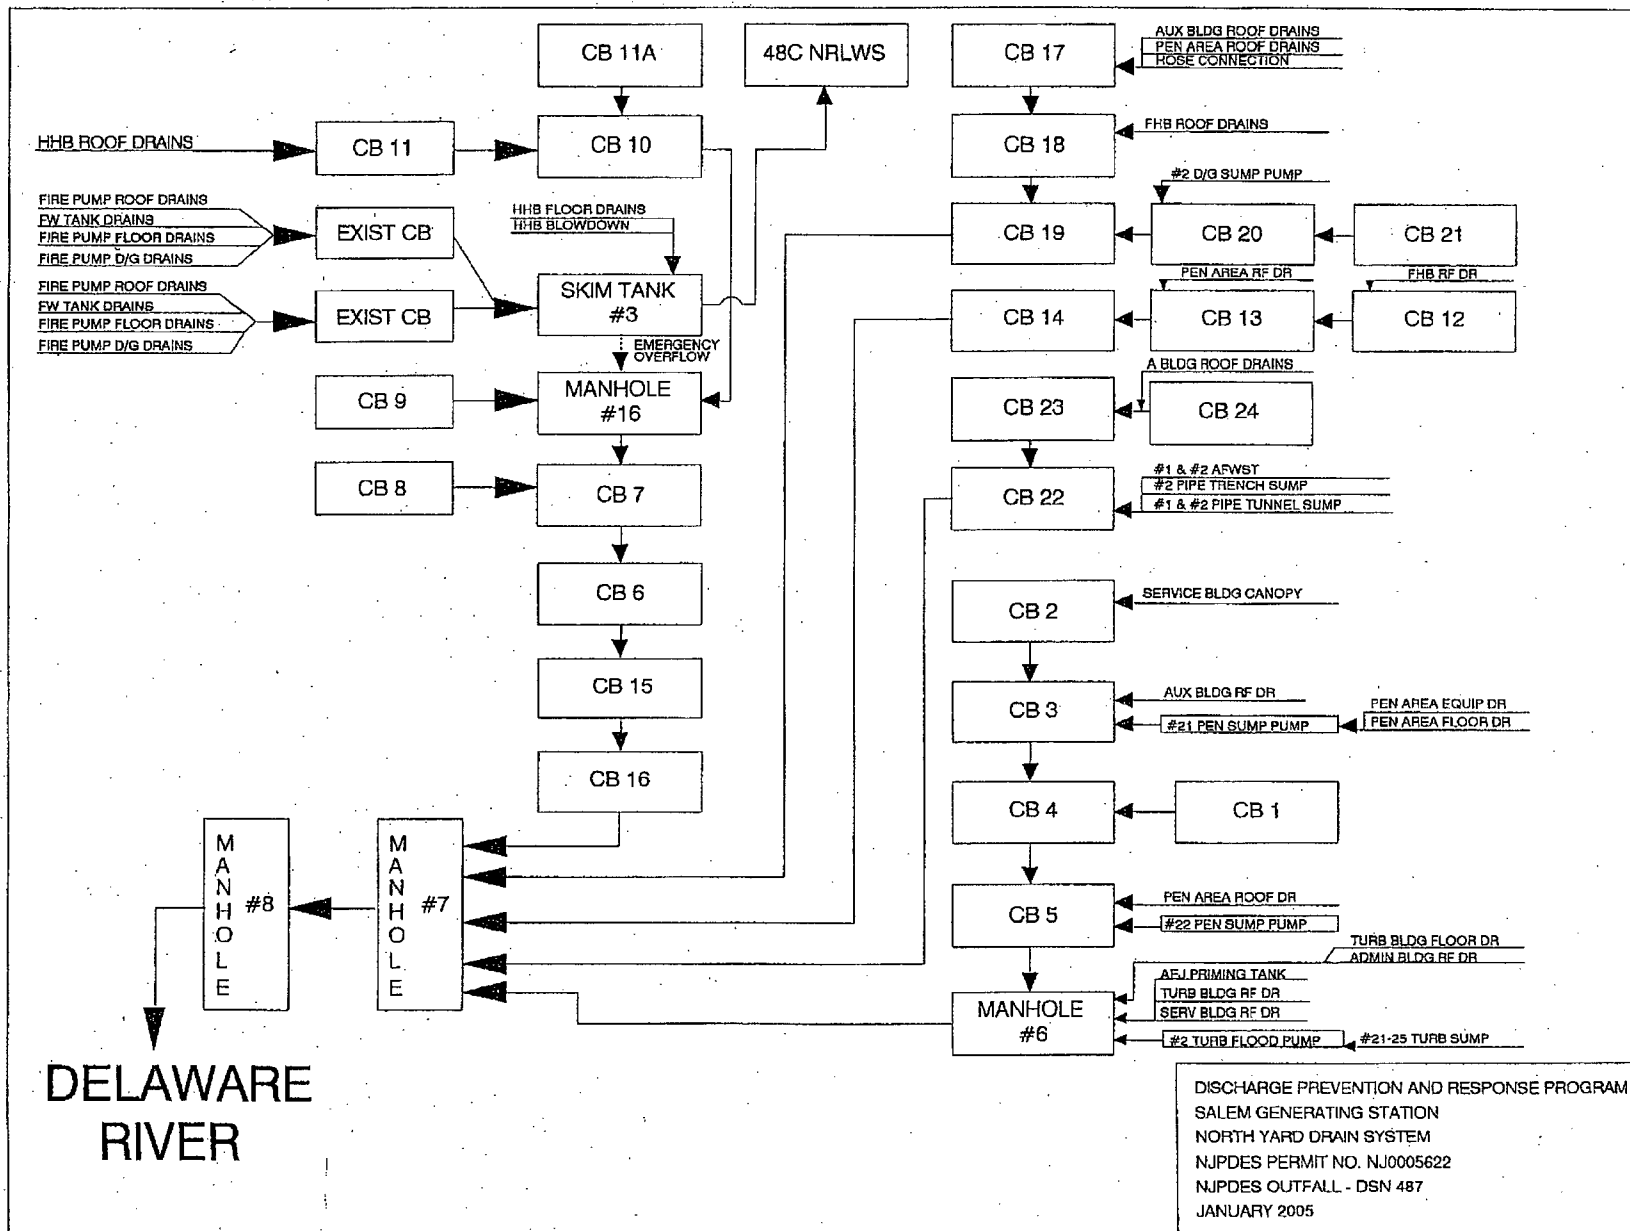 CB 11A
48C NRLWS
CB 17
AUX BLDG ROOF DRAINS
PEN AREA ROOF DRAINS
ROSE CONNECTION
HHB ROOF DRAINS
CB 11
CB 10
CB 18
FHB ROOF DRAINS
#2 D/G SUMP PUMP
FIRE PUMP ROOF DRAINS
FW TANK DRAINS
FIRE PUMP FLOOR DRAINS
FIRE PUMP D/G DRAINS
EXIST CB
HHB FLOOR DRAINS
HHB BLOWDOWN
CB 19
CB 20
CB 21
FIRE PUMP ROOF DRAINS
FW TANK DRAINS
FIRE PUMP FLOOR DRAINS
FIRE PUMP D/G DRAINS
EXIST CB
SKIM TANK
#3
EMERGENCY
OVERFLOW
PEN AREA RF DR
FHB RF DR
CB 14
CB 13
CB 12
CB 9
MANHOLE
#16
A BLDG ROOF DRAINS
CB 23
CB 24
CB 8
CB 7
CB 22
#1 & #2 AFWST
#2 PIPE TRENCH SUMP
#1 & #2 PIPE TUNNEL SUMP
CB 6
CB 2
SERVICE BLDG CANOPY
CB 15
CB 3
AUX BLDG RF DR
#21 PEN SUMP PUMP
PEN AREA EQUIP DR
PEN AREA FLOOR DR
CB 16
CB 4
CB 1
MANHOLE
#8
MANHOLE
#7
CB 5
PEN AREA ROOF DR
#22 PEN SUMP PUMP
TURB BLDG FLOOR DR
ADMIN BLDG RF DR
MANHOLE
#6
AEJ PRIMING TANK
TURB BLDG RF DR
SERV BLDG RF DR
#2 TURB FLOOD PUMP
#21-25 TURB SUMP
DELAWARE
RIVER
DISCHARGE PREVENTION AND RESPONSE PROGRAM
SALEM GENERATING STATION
NORTH YARD DRAIN SYSTEM
NJPDES PERMIT NO. NJ0005622
NJPDES OUTFALL - DSN 487
JANUARY 2005